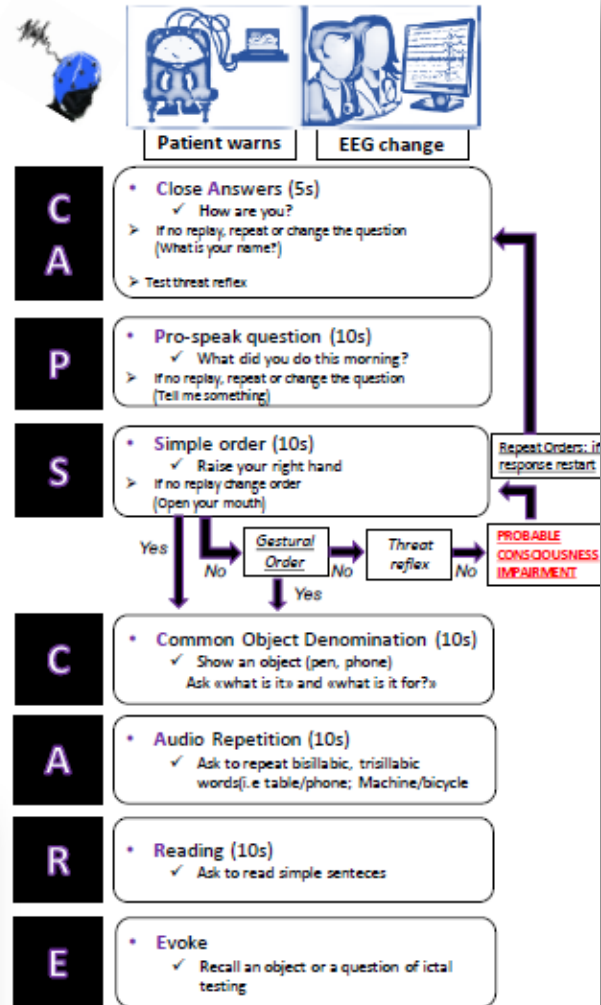 Patient warns
EEG change
C
A
• Close Answers (5s)
✓ How are you?
➢ If no replay, repeat or change the question
(What is your name?)
➢ Test threat reflex
P
• Pro-speak question (10s)
✓ What did you do this morning?
➢ If no replay, repeat or change the question
(Tell me something)
S
• Simple order (10s)
✓ Raise your right hand
➢ If no replay change order
(Open your mouth)
Repeat Orders: if
response restart
Yes
No
Gestural
Order
No
Threat
reflex
No
PROBABLE
CONSCIOUSNESS
IMPAIRMENT
Yes
C
• Common Object Denomination (10s)
✓ Show an object (pen, phone)
Ask «what is it» and «what is it for?»
A
• Audio Repetition (10s)
✓ Ask to repeat bisillabic, trisillabic
words(i.e table/phone; Machine/bicycle
R
• Reading (10s)
✓ Ask to read simple senteces
E
• Evoke
✓ Recall an object or a question of ictal
testing